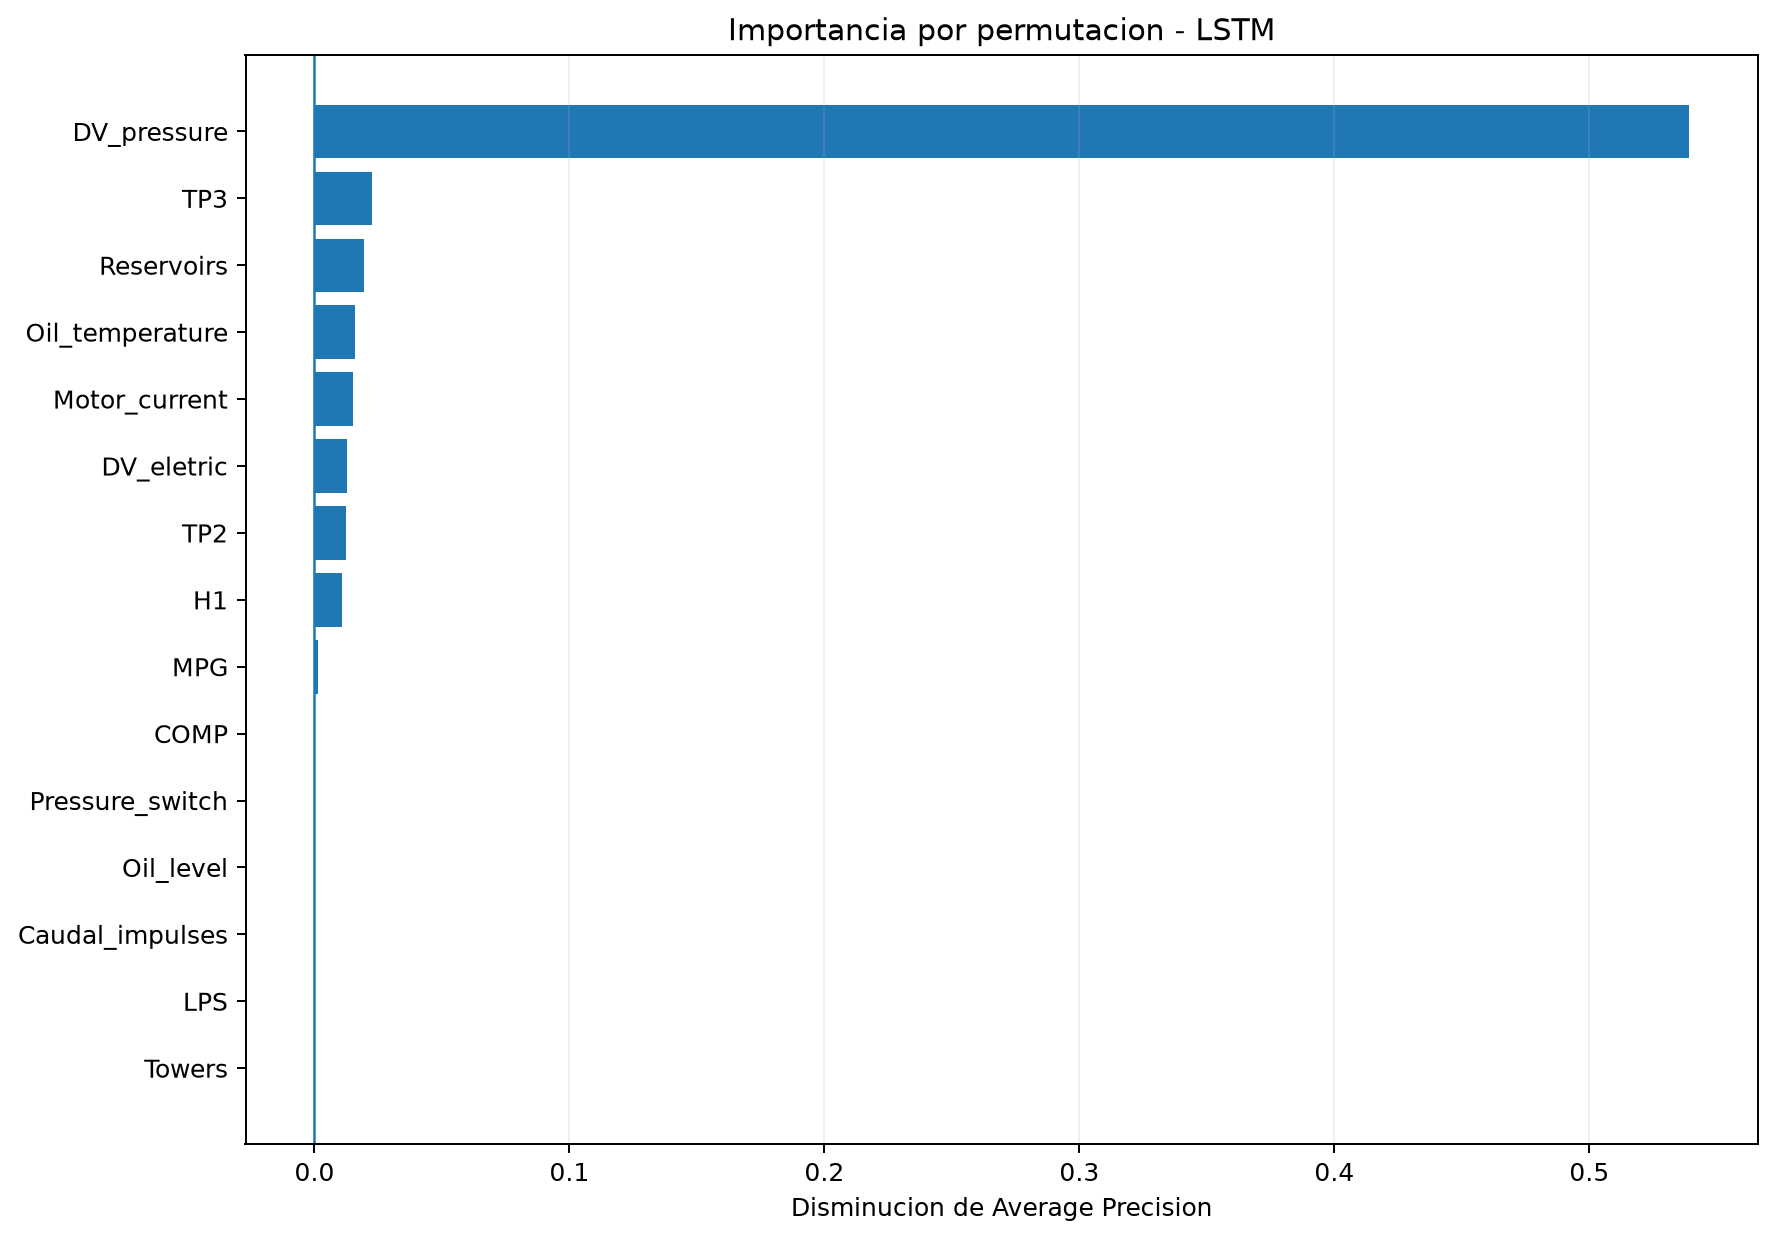 Importancia por permutacion - LSTM
DV_pressure
TP3
Reservoirs
Oil_temperature
Motor_current
DV_eletric
TP2
H1
MPG
COMP
Pressure_switch
Oil_level
Caudal_impulses
LPS
Towers
0.0 0.1 0.2 0.3 0.4 0.5
Disminucion de Average Precision